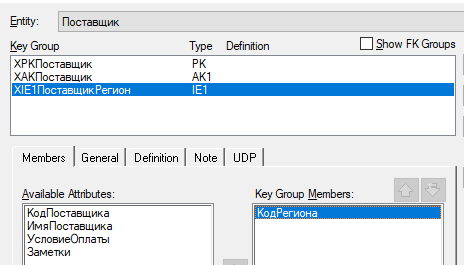 Entity: Поставщик
Key Group Type Definition Show FK Groups
XPKПоставщик PK
XAKПоставщик AK1
XIE1ПоставщикРегион IE1
Members General Definition Note UDP
Available Attributes: Key Group Members:
КодПоставщика КодРегиона
ИмяПоставщика
УсловиеОплаты
Заметки